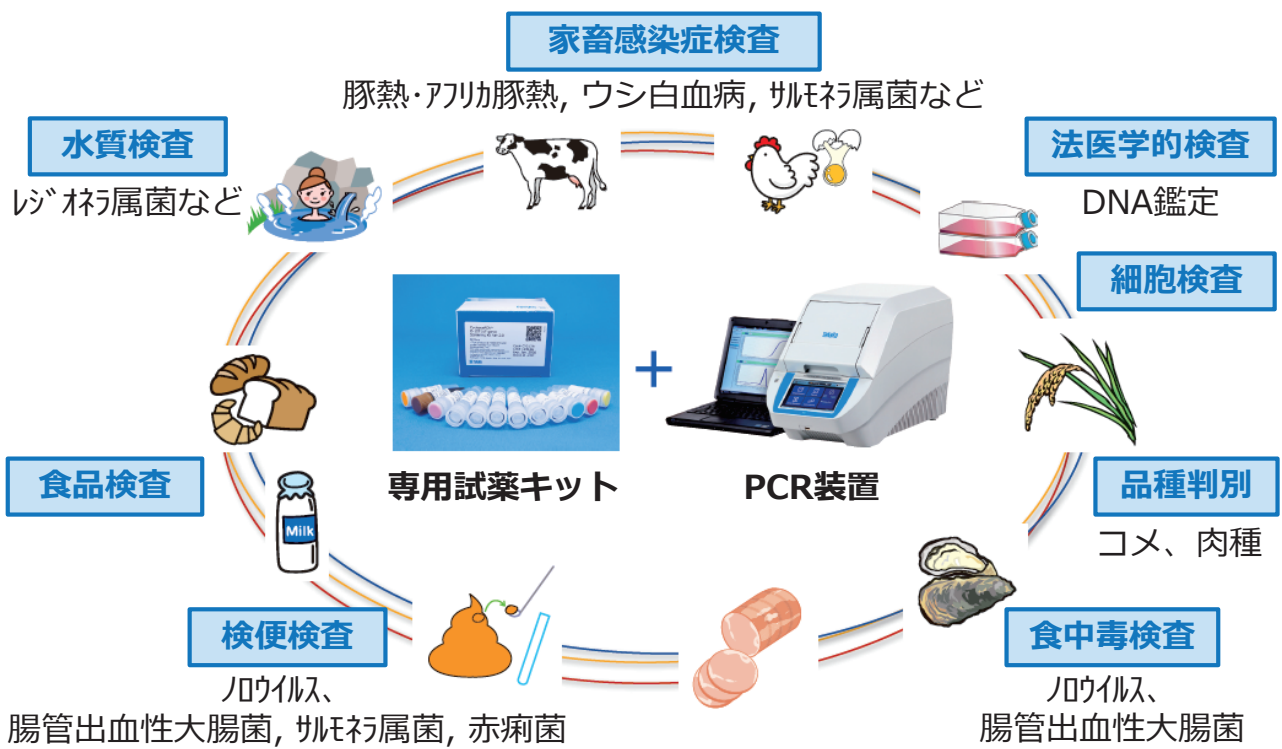 家畜感染症検査
豚熱･ｱﾌﾘｶ豚熱, ウシ白血病, ｻﾙﾓﾈﾗ属菌など
水質検査
ﾚｼﾞｵﾈﾗ属菌など
法医学的検査
DNA鑑定
細胞検査
+
専用試薬キット
PCR装置
食品検査
Milk
品種判別
コメ、肉種
検便検査
ﾉﾛｳｲﾙｽ、
腸管出血性大腸菌, ｻﾙﾓﾈﾗ属菌, 赤痢菌
食中毒検査
ﾉﾛｳｲﾙｽ、
腸管出血性大腸菌